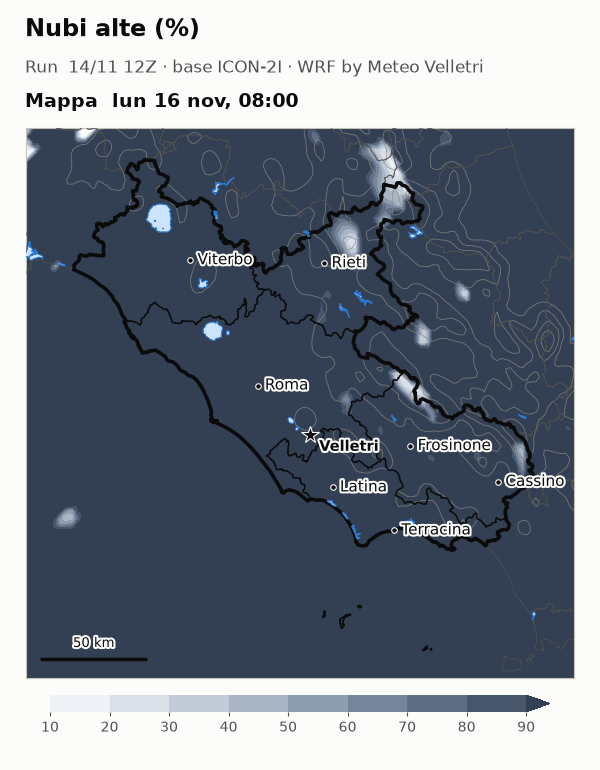 Nubi alte (%)
Run  14/11 12Z · base ICON-2I · WRF by Meteo Velletri
Mappa  lun 16 nov, 08:00
Viterbo
Rieti
Roma
Velletri
Frosinone
Cassino
Latina
Terracina
50 km
10 20 30 40 50 60 70 80 90